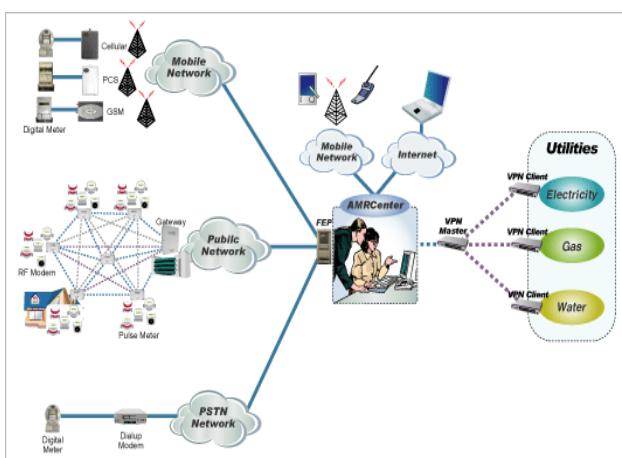 Cellular
PCS
GSM
Digital Meter
Mobile
Network
Mobile
Network
Internet
AMRCenter
FEP
VPN
Master
Utilities
VPN Client
Electricity
VPN Client
Gas
VPN Client
Water
Gateway
RF Modem
Pulse Meter
Public
Network
PSTN
Network
Digital
Meter
Dialup
Modem